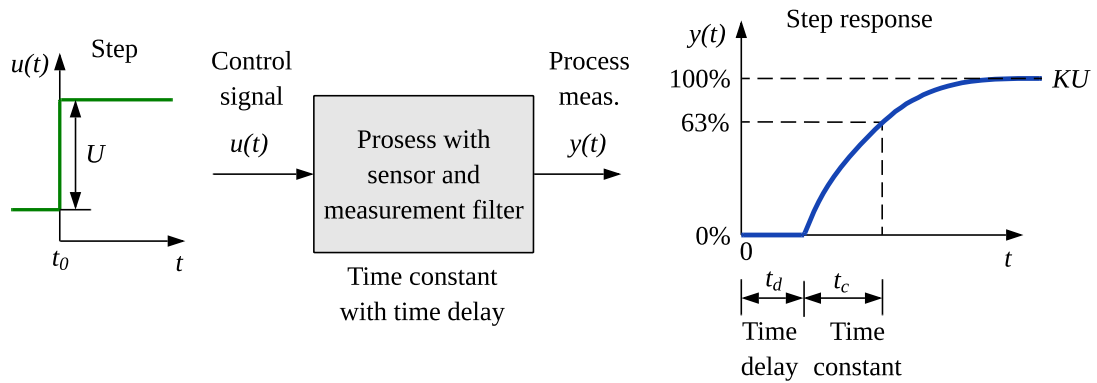 Step
u(t)
U
t0
t
Control
signal
u(t)
Prosess with
sensor and
measurement filter
Time constant
with time delay
Process
meas.
y(t)
Step response
y(t)
100%
KU
63%
0%
0
t
td
tc
Time
delay
Time
constant